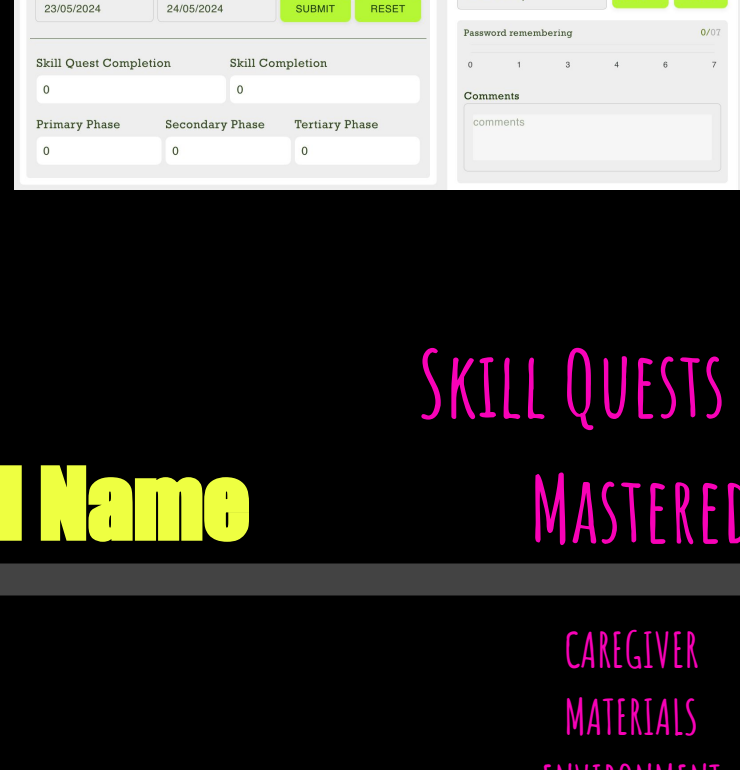 23/05/2024 24/05/2024 SUBMIT RESET
Skill Quest Completion Skill Completion
0 0
Primary Phase Secondary Phase Tertiary Phase
0 0 0
Password remembering 0/07
0 1 3 4 6 7
Comments
comments
Skill Quests
Mastered
Name
CAREGIVER
MATERIALS
ENVIRONMENT